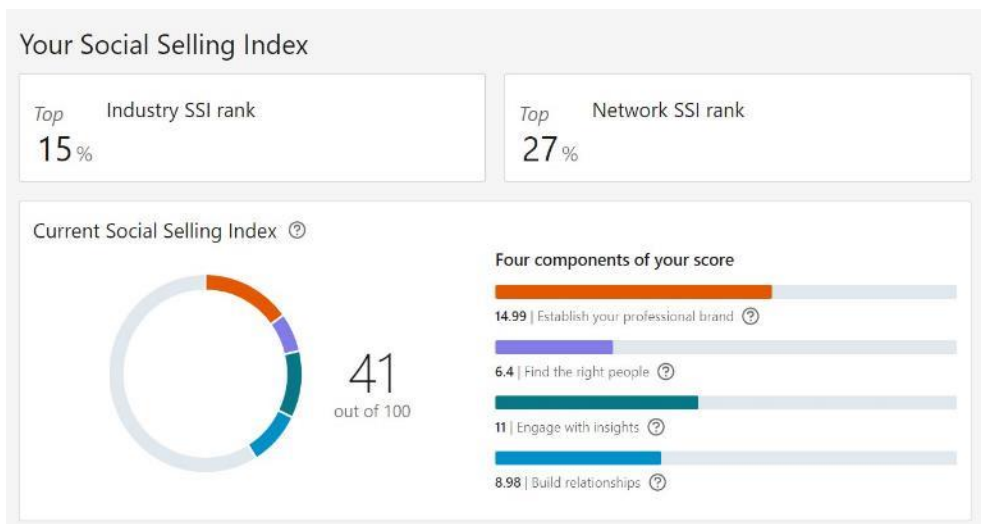 Your Social Selling Index
Top Industry SSI rank
15 %
Top Network SSI rank
27 %
Current Social Selling Index ?
41
out of 100
Four components of your score
14.99 | Establish your professional brand ?
6.4 | Find the right people ?
11 | Engage with insights ?
8.98 | Build relationships ?